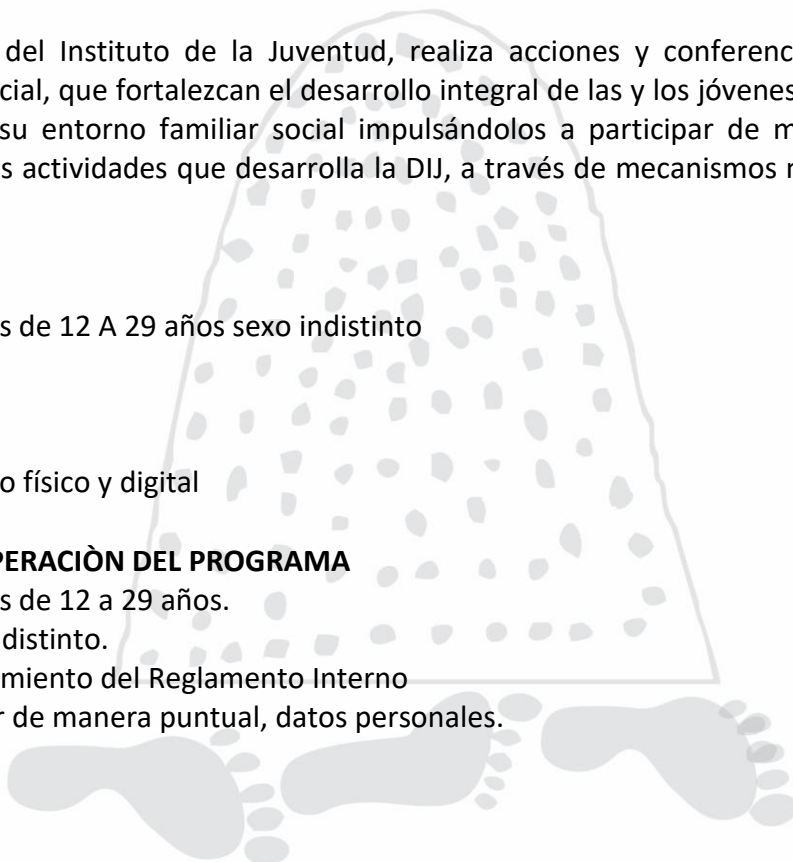 del Instituto de la Juventud, realiza acciones y conferenc
cial, que fortalezcan el desarrollo integral de las y los jóvenes
su entorno familiar social impulsándolos a participar de m
s actividades que desarrolla la DIJ, a través de mecanismos
s de 12 A 29 años sexo indistinto
o físico y digital
PERACIÒN DEL PROGRAMA
s de 12 a 29 años.
distinto.
miento del Reglamento Interno
r de manera puntual, datos personales.